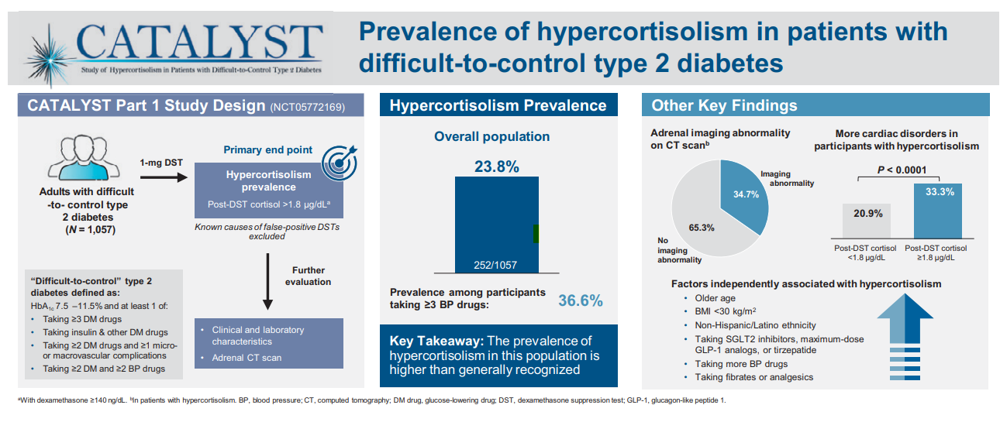 CATALYST
Study of Hypercortisolism in Patients with Difficult-to-Control Type 2 Diabetes
Prevalence of hypercortisolism in patients with
difficult-to-control type 2 diabetes
CATALYST Part 1 Study Design (NCT05772169)
Adults with difficult
-to- control type
2 diabetes
(N = 1,057)
1-mg DST
Primary end point
Hypercortisolism
prevalence
Post-DST cortisol >1.8 µg/dLa
Known causes of false-positive DSTs
excluded
Further
evaluation
• Clinical and laboratory
characteristics
• Adrenal CT scan
“Difficult-to-control” type 2
diabetes defined as:
HbA1c 7.5 –11.5% and at least 1 of:
• Taking ≥3 DM drugs
• Taking insulin & other DM drugs
• Taking ≥2 DM drugs and ≥1 micro-
or macrovascular complications
• Taking ≥2 DM and ≥2 BP drugs
Hypercortisolism Prevalence
Overall population
23.8%
252/1057
Prevalence among participants
taking ≥3 BP drugs:
36.6%
Key Takeaway: The prevalence of
hypercortisolism in this population is
higher than generally recognized
Other Key Findings
Adrenal imaging abnormality
on CT scanb
Imaging
abnormality
34.7%
65.3%
No
imaging
abnormality
More cardiac disorders in
participants with hypercortisolism
P < 0.0001
20.9%
33.3%
Post-DST cortisol
<1.8 µg/dL
Post-DST cortisol
≥1.8 µg/dL
Factors independently associated with hypercortisolism
• Older age
• BMI <30 kg/m2
• Non-Hispanic/Latino ethnicity
• Taking SGLT2 inhibitors, maximum-dose
GLP-1 analogs, or tirzepatide
• Taking more BP drugs
• Taking fibrates or analgesics
aWith dexamethasone ≥140 ng/dL. bIn patients with hypercortisolism. BP, blood pressure; CT, computed tomography; DM drug, glucose-lowering drug; DST, dexamethasone suppression test; GLP-1, glucagon-like peptide 1.